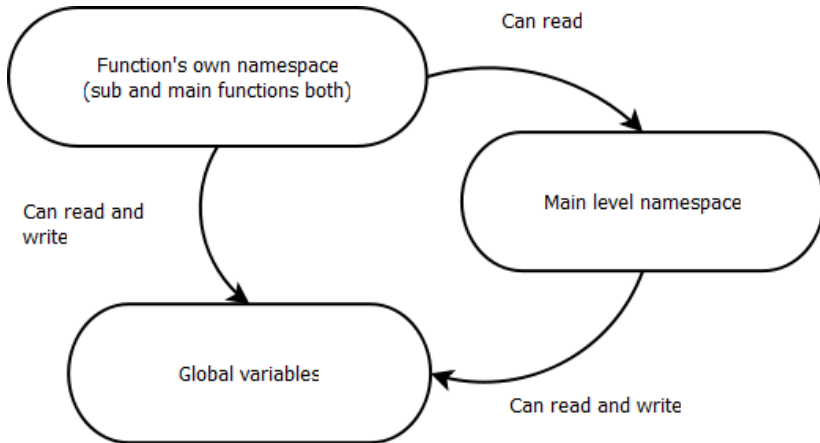 Can read
Function's own namespace
(sub and main functions both)
Main level namespace
Can read and
write
Global variables
Can read and write